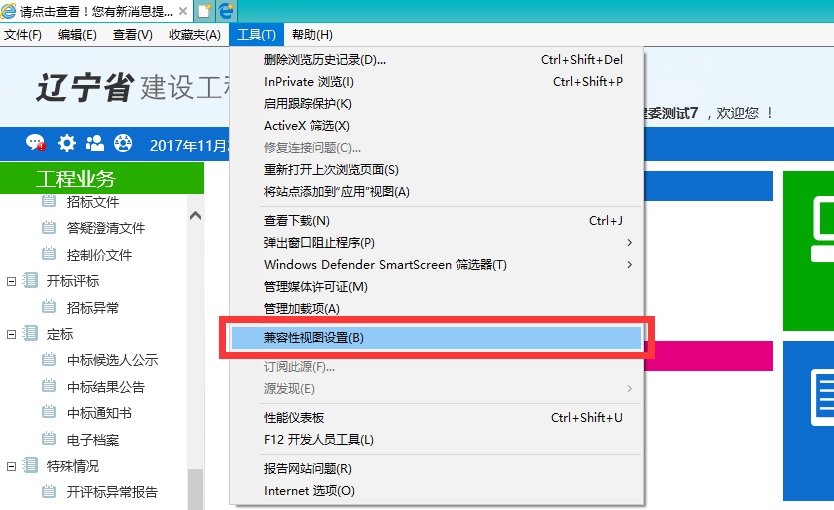 请点击查看！您有新消息提...
文件(F) 编辑(E) 查看(V) 收藏夹(A) 工具(T) 帮助(H)
辽宁省 建设工
建委测试7 ，欢迎您 ！
2017年11月
工程业务
招标文件
答疑澄清文件
控制价文件
开标评标
招标异常
定标
中标候选人公示
中标结果公告
中标通知书
电子档案
特殊情况
开评标异常报告
删除浏览历史记录(D)... Ctrl+Shift+Del
InPrivate 浏览(I) Ctrl+Shift+P
启用跟踪保护(K)
ActiveX 筛选(X)
修复连接问题(C)...
重新打开上次浏览页面(S)
将站点添加到“应用”视图(A)
查看下载(N) Ctrl+J
弹出窗口阻止程序(P)
Windows Defender SmartScreen 筛选器(T)
管理媒体许可证(M)
管理加载项(A)
兼容性视图设置(B)
订阅此源(F)...
源发现(E)
性能仪表板 Ctrl+Shift+U
F12 开发人员工具(L)
报告网站问题(R)
Internet 选项(O)